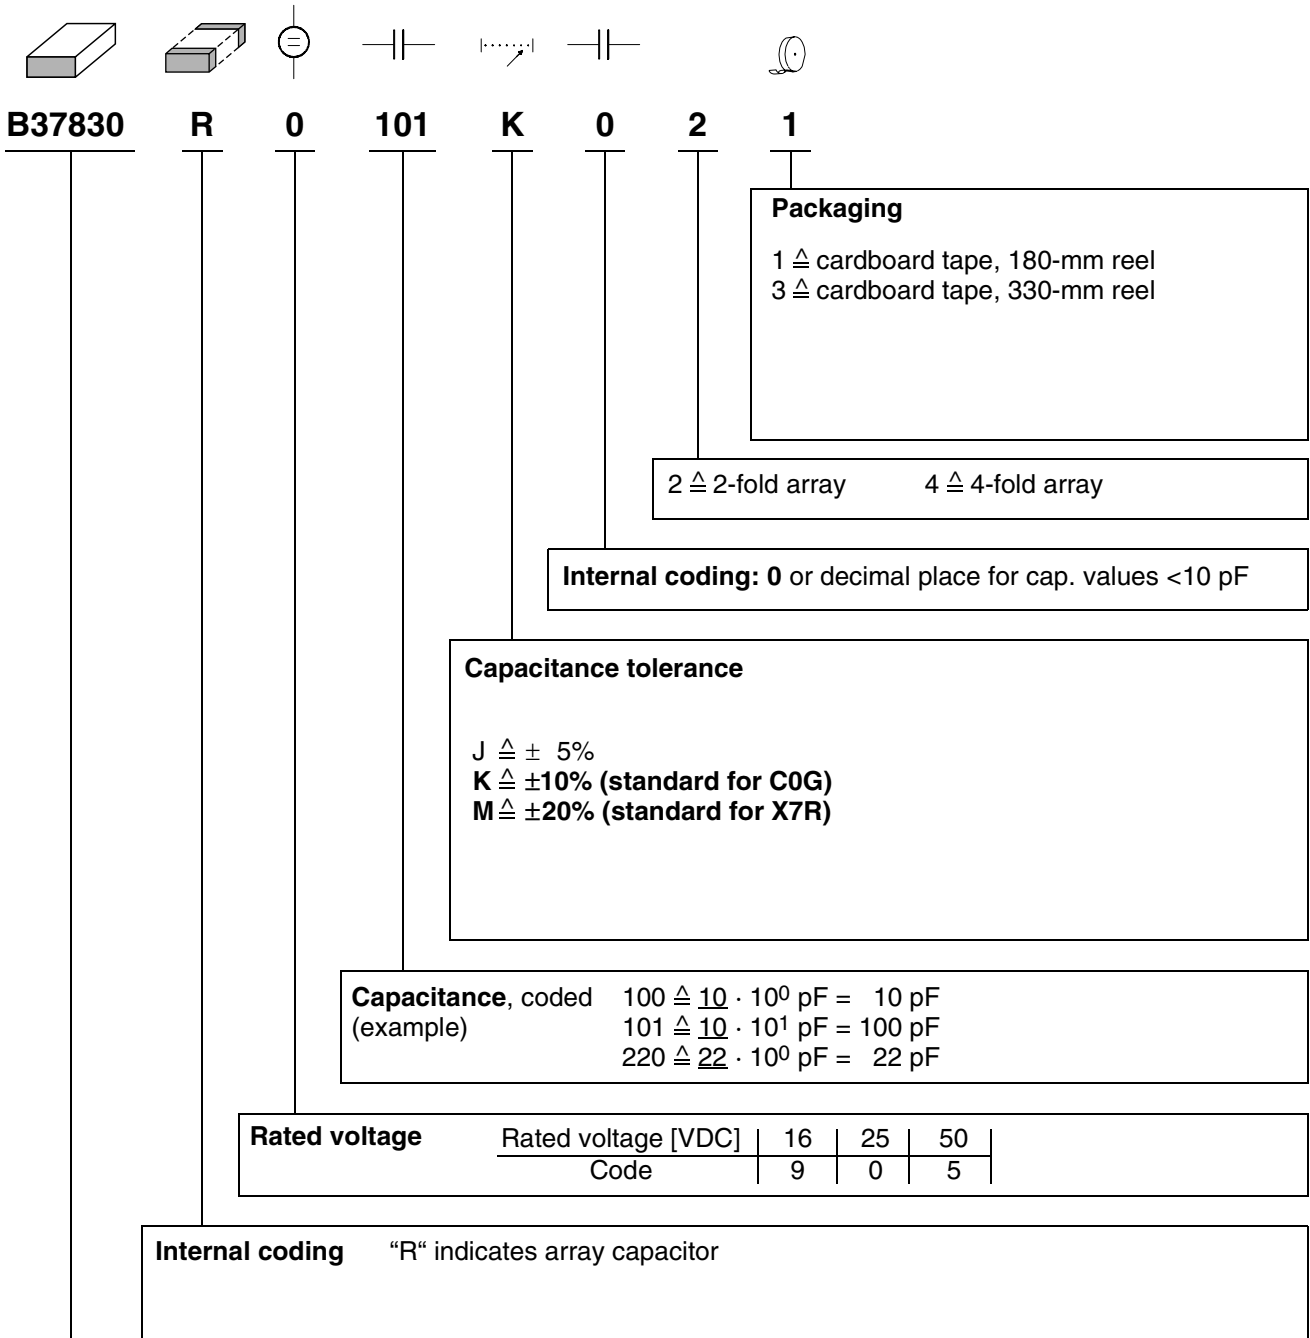 B37830 R 0 101 K 0 2 1
Packaging
1 ≙ cardboard tape, 180-mm reel
3 ≙ cardboard tape, 330-mm reel
2 ≙ 2-fold array 4 ≙ 4-fold array
Internal coding: 0 or decimal place for cap. values <10 pF
Capacitance tolerance
J ≙ ± 5%
K ≙ ±10% (standard for C0G)
M ≙ ±20% (standard for X7R)
Capacitance, coded 100 ≙ 10 · 10⁰ pF = 10 pF
(example) 101 ≙ 10 · 10¹ pF = 100 pF
220 ≙ 22 · 10⁰ pF = 22 pF
Rated voltage Rated voltage [VDC] 16 25 50
Code 9 0 5
Internal coding “R“ indicates array capacitor